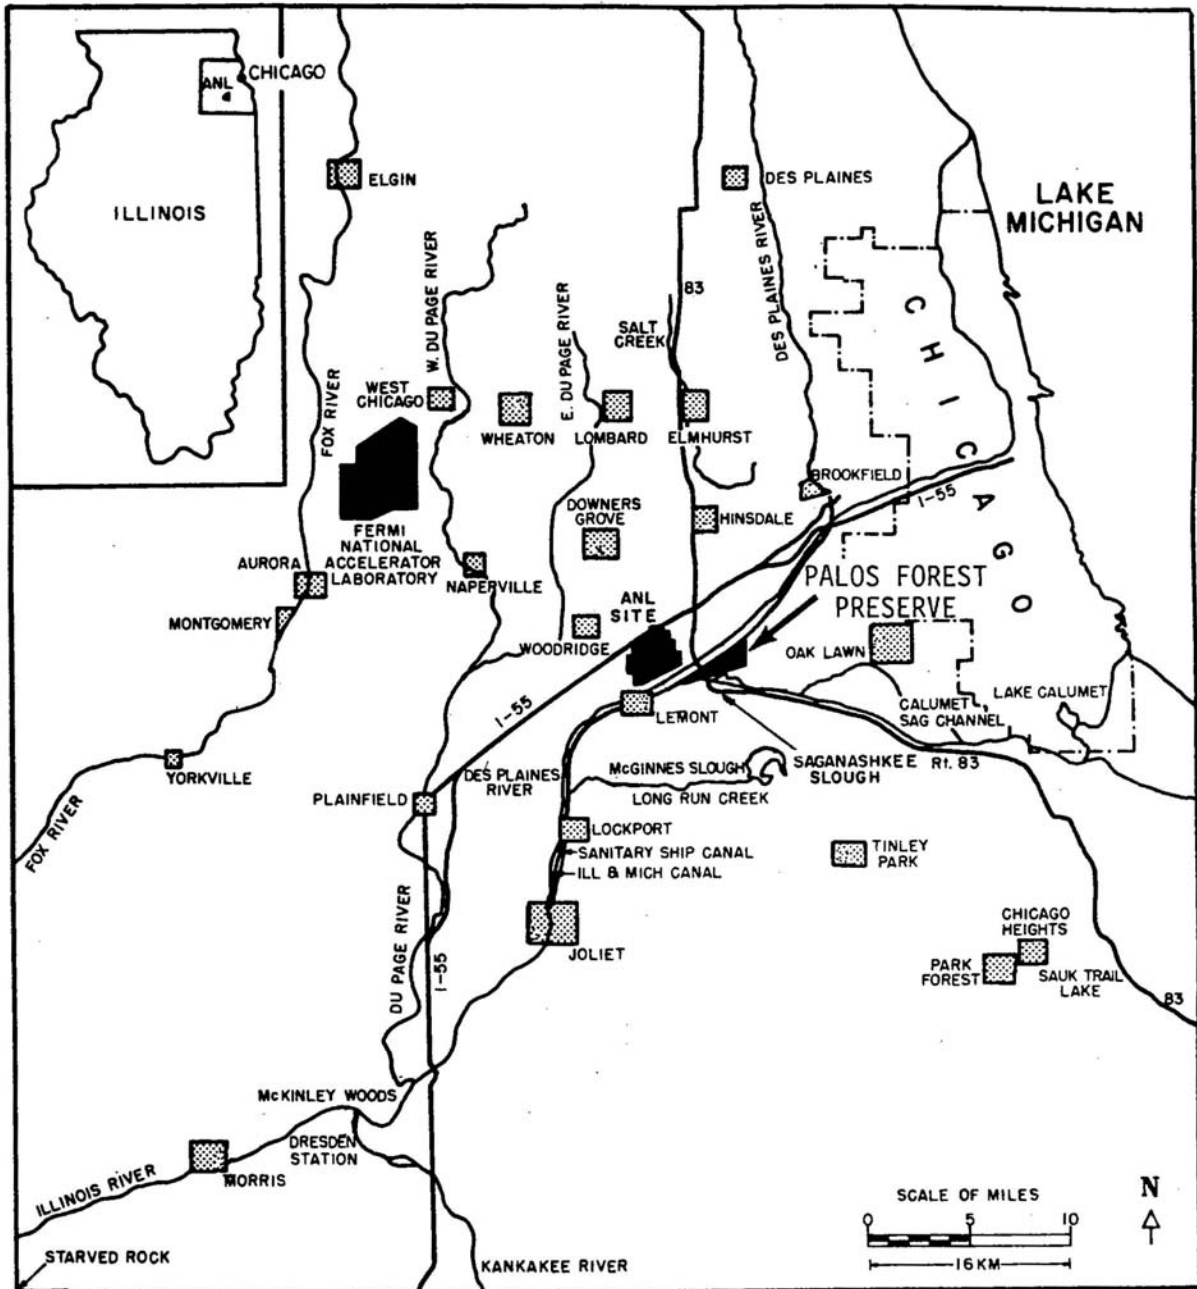 CHICAGO
ANL
ILLINOIS
ELGIN
DES PLAINES
LAKE
MICHIGAN
W. DU PAGE RIVER
E. DU PAGE RIVER
83
DES PLAINES RIVER
SALT
CREEK
CHICAGO
FOX RIVER
WEST
CHICAGO
WHEATON
LOMBARD
ELMHURST
BROOKFIELD
I-55
DOWNERS
GROVE
HINSDALE
FERMI
NATIONAL
ACCELERATOR
LABORATORY
AURORA
NAPERVILLE
PALOS FOREST
PRESERVE
ANL
SITE
MONTGOMERY
WOODRIDGE
OAK LAWN
I-55
LEMONT
CALUMET
SAG CHANNEL
LAKE CALUMET
YORKVILLE
DES PLAINES
RIVER
McGINNES SLOUGH
SAGANASHKEE
SLOUGH
Rt. 83
PLAINFIELD
LONG RUN CREEK
FOX RIVER
LOCKPORT
SANITARY SHIP CANAL
ILL & MICH CANAL
TINLEY
PARK
DU PAGE RIVER
I-55
JOLIET
CHICAGO
HEIGHTS
PARK
FOREST
SAUK TRAIL
LAKE
83
McKINLEY WOODS
DRESDEN
STATION
MORRIS
ILLINOIS RIVER
STARVED ROCK
KANKAKEE RIVER
SCALE OF MILES
0 5 10
16 KM
N